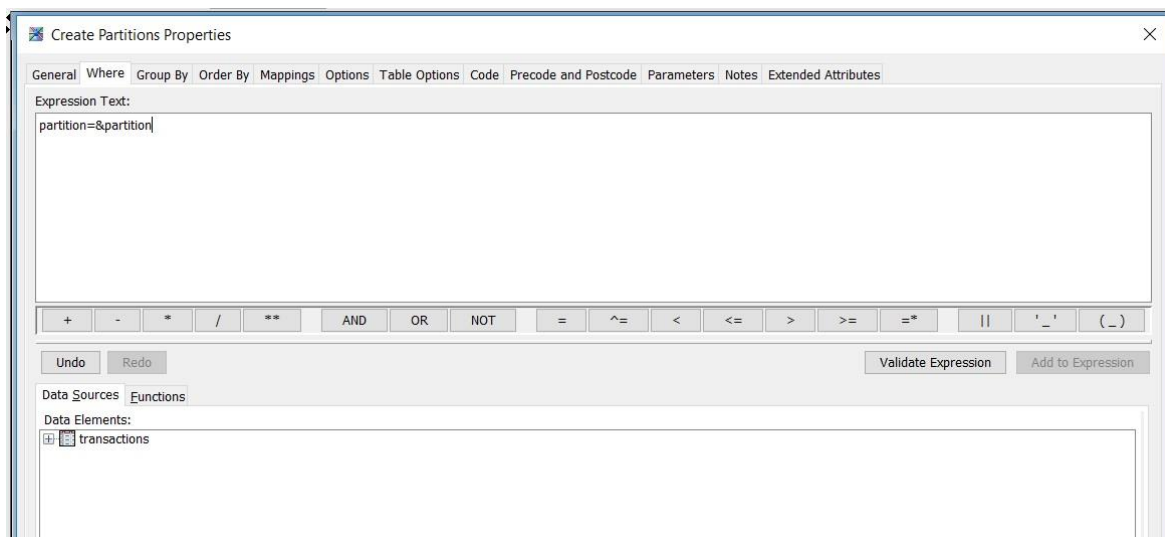 Create Partitions Properties
General Where Group By Order By Mappings Options Table Options Code Precode and Postcode Parameters Notes Extended Attributes
Expression Text:
partition=&partition
+ - * / ** AND OR NOT = ^= < <= > >= =* || '_' (_)
Undo Redo Validate Expression Add to Expression
Data Sources Functions
Data Elements:
transactions